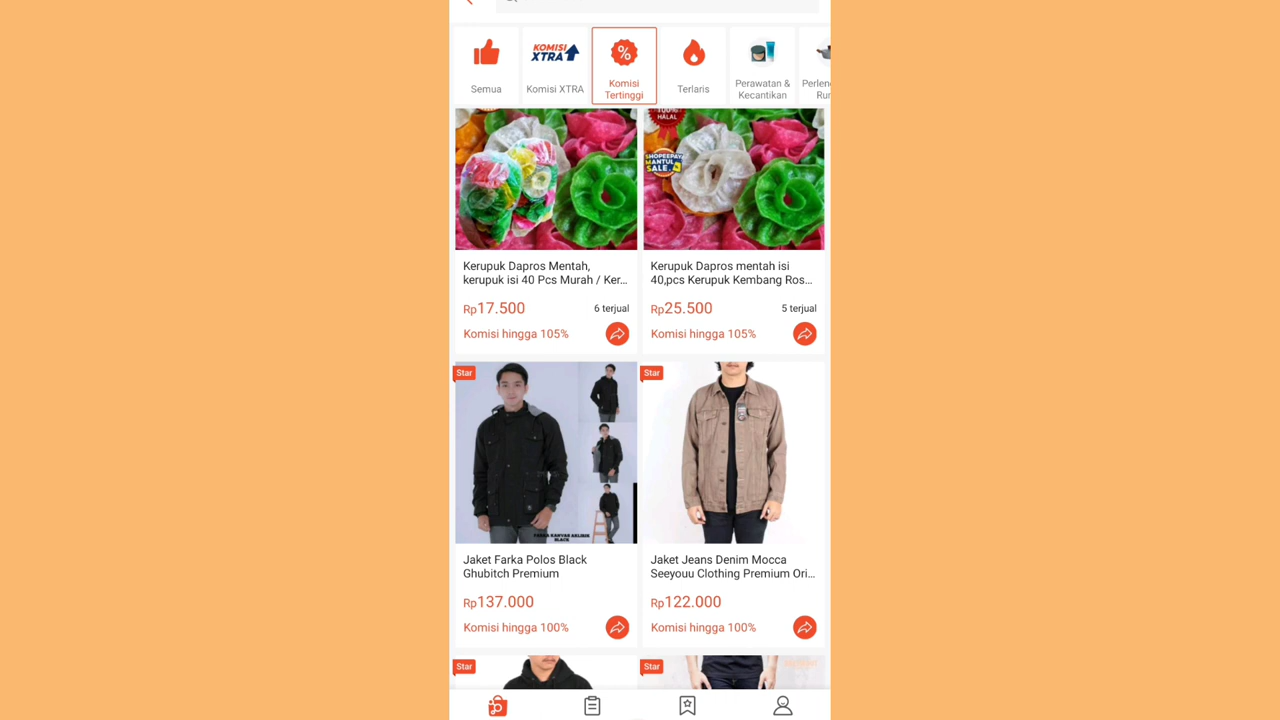 Semua
KOMISI
XTRA
Komisi XTRA
%
Komisi
Tertinggi
Terlaris
Perawatan &
Kecantikan
Perlen
Rur
100%
HALAL
SHOPEEPAY
MANTUL
SALE.
Kerupuk Dapros Mentah,
kerupuk isi 40 Pcs Murah / Ker...
Rp17.500
6 terjual
Komisi hingga 105%
Kerupuk Dapros mentah isi
40,pcs Kerupuk Kembang Ros...
Rp25.500
5 terjual
Komisi hingga 105%
Star
BLACK
Jaket Farka Polos Black
Ghubitch Premium
Rp137.000
Komisi hingga 100%
Star
Jaket Jeans Denim Mocca
Seeyouu Clothing Premium Ori...
Rp122.000
Komisi hingga 100%
Star
Star